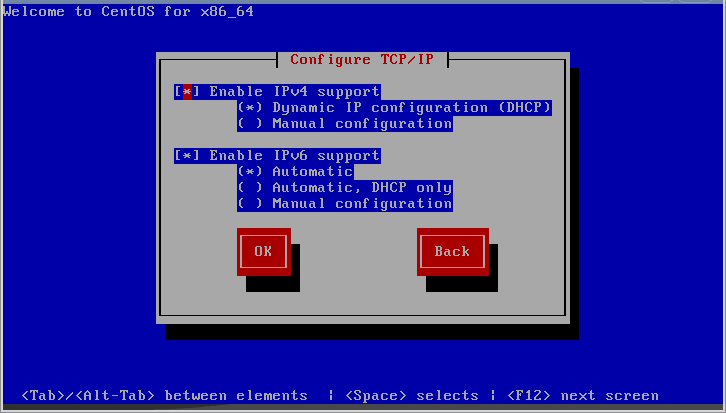 Welcome to CentOS for x86_64
Configure TCP/IP
[*] Enable IPv4 support
(*) Dynamic IP configuration (DHCP)
( ) Manual configuration
[*] Enable IPv6 support
(*) Automatic
( ) Automatic, DHCP only
( ) Manual configuration
OK Back
<Tab>/<Alt-Tab> between elements | <Space> selects | <F12> next screen